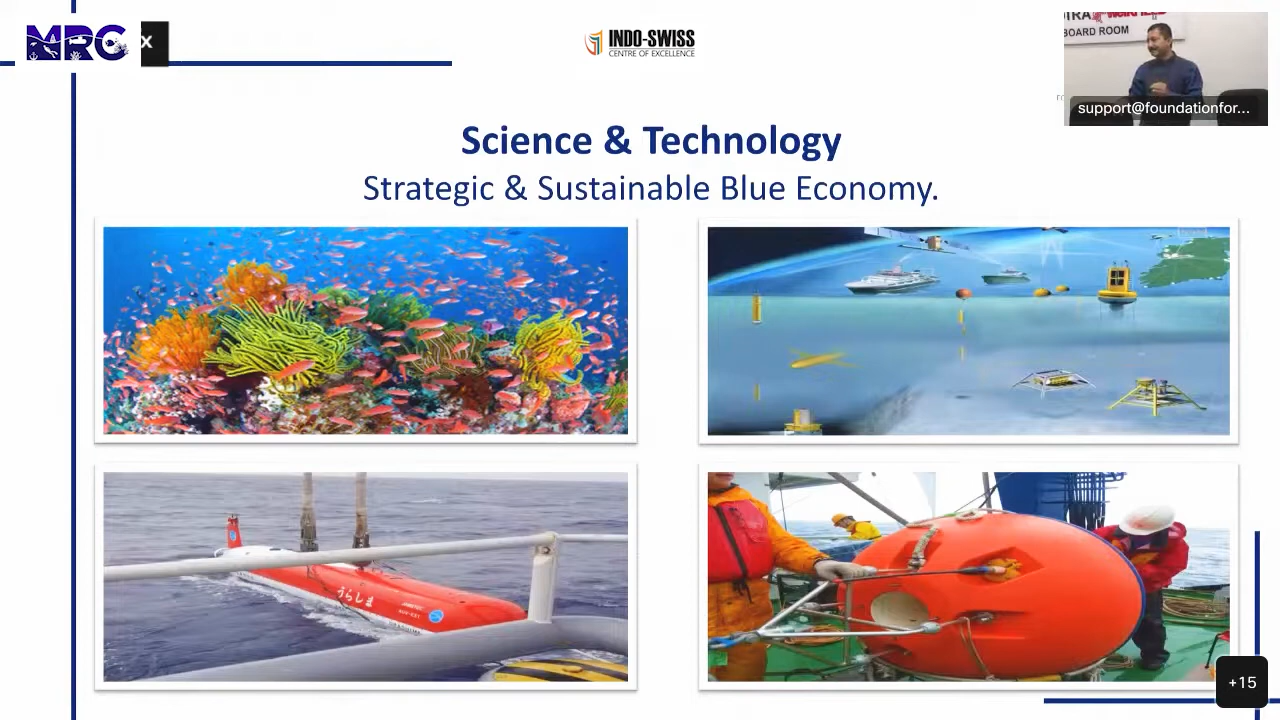 MRC
X
INDO-SWISS
CENTRE OF EXCELLENCE
BOARD ROOM
support@foundationfor...
Science & Technology
Strategic & Sustainable Blue Economy.
うらしま
JAMSTEC
+15